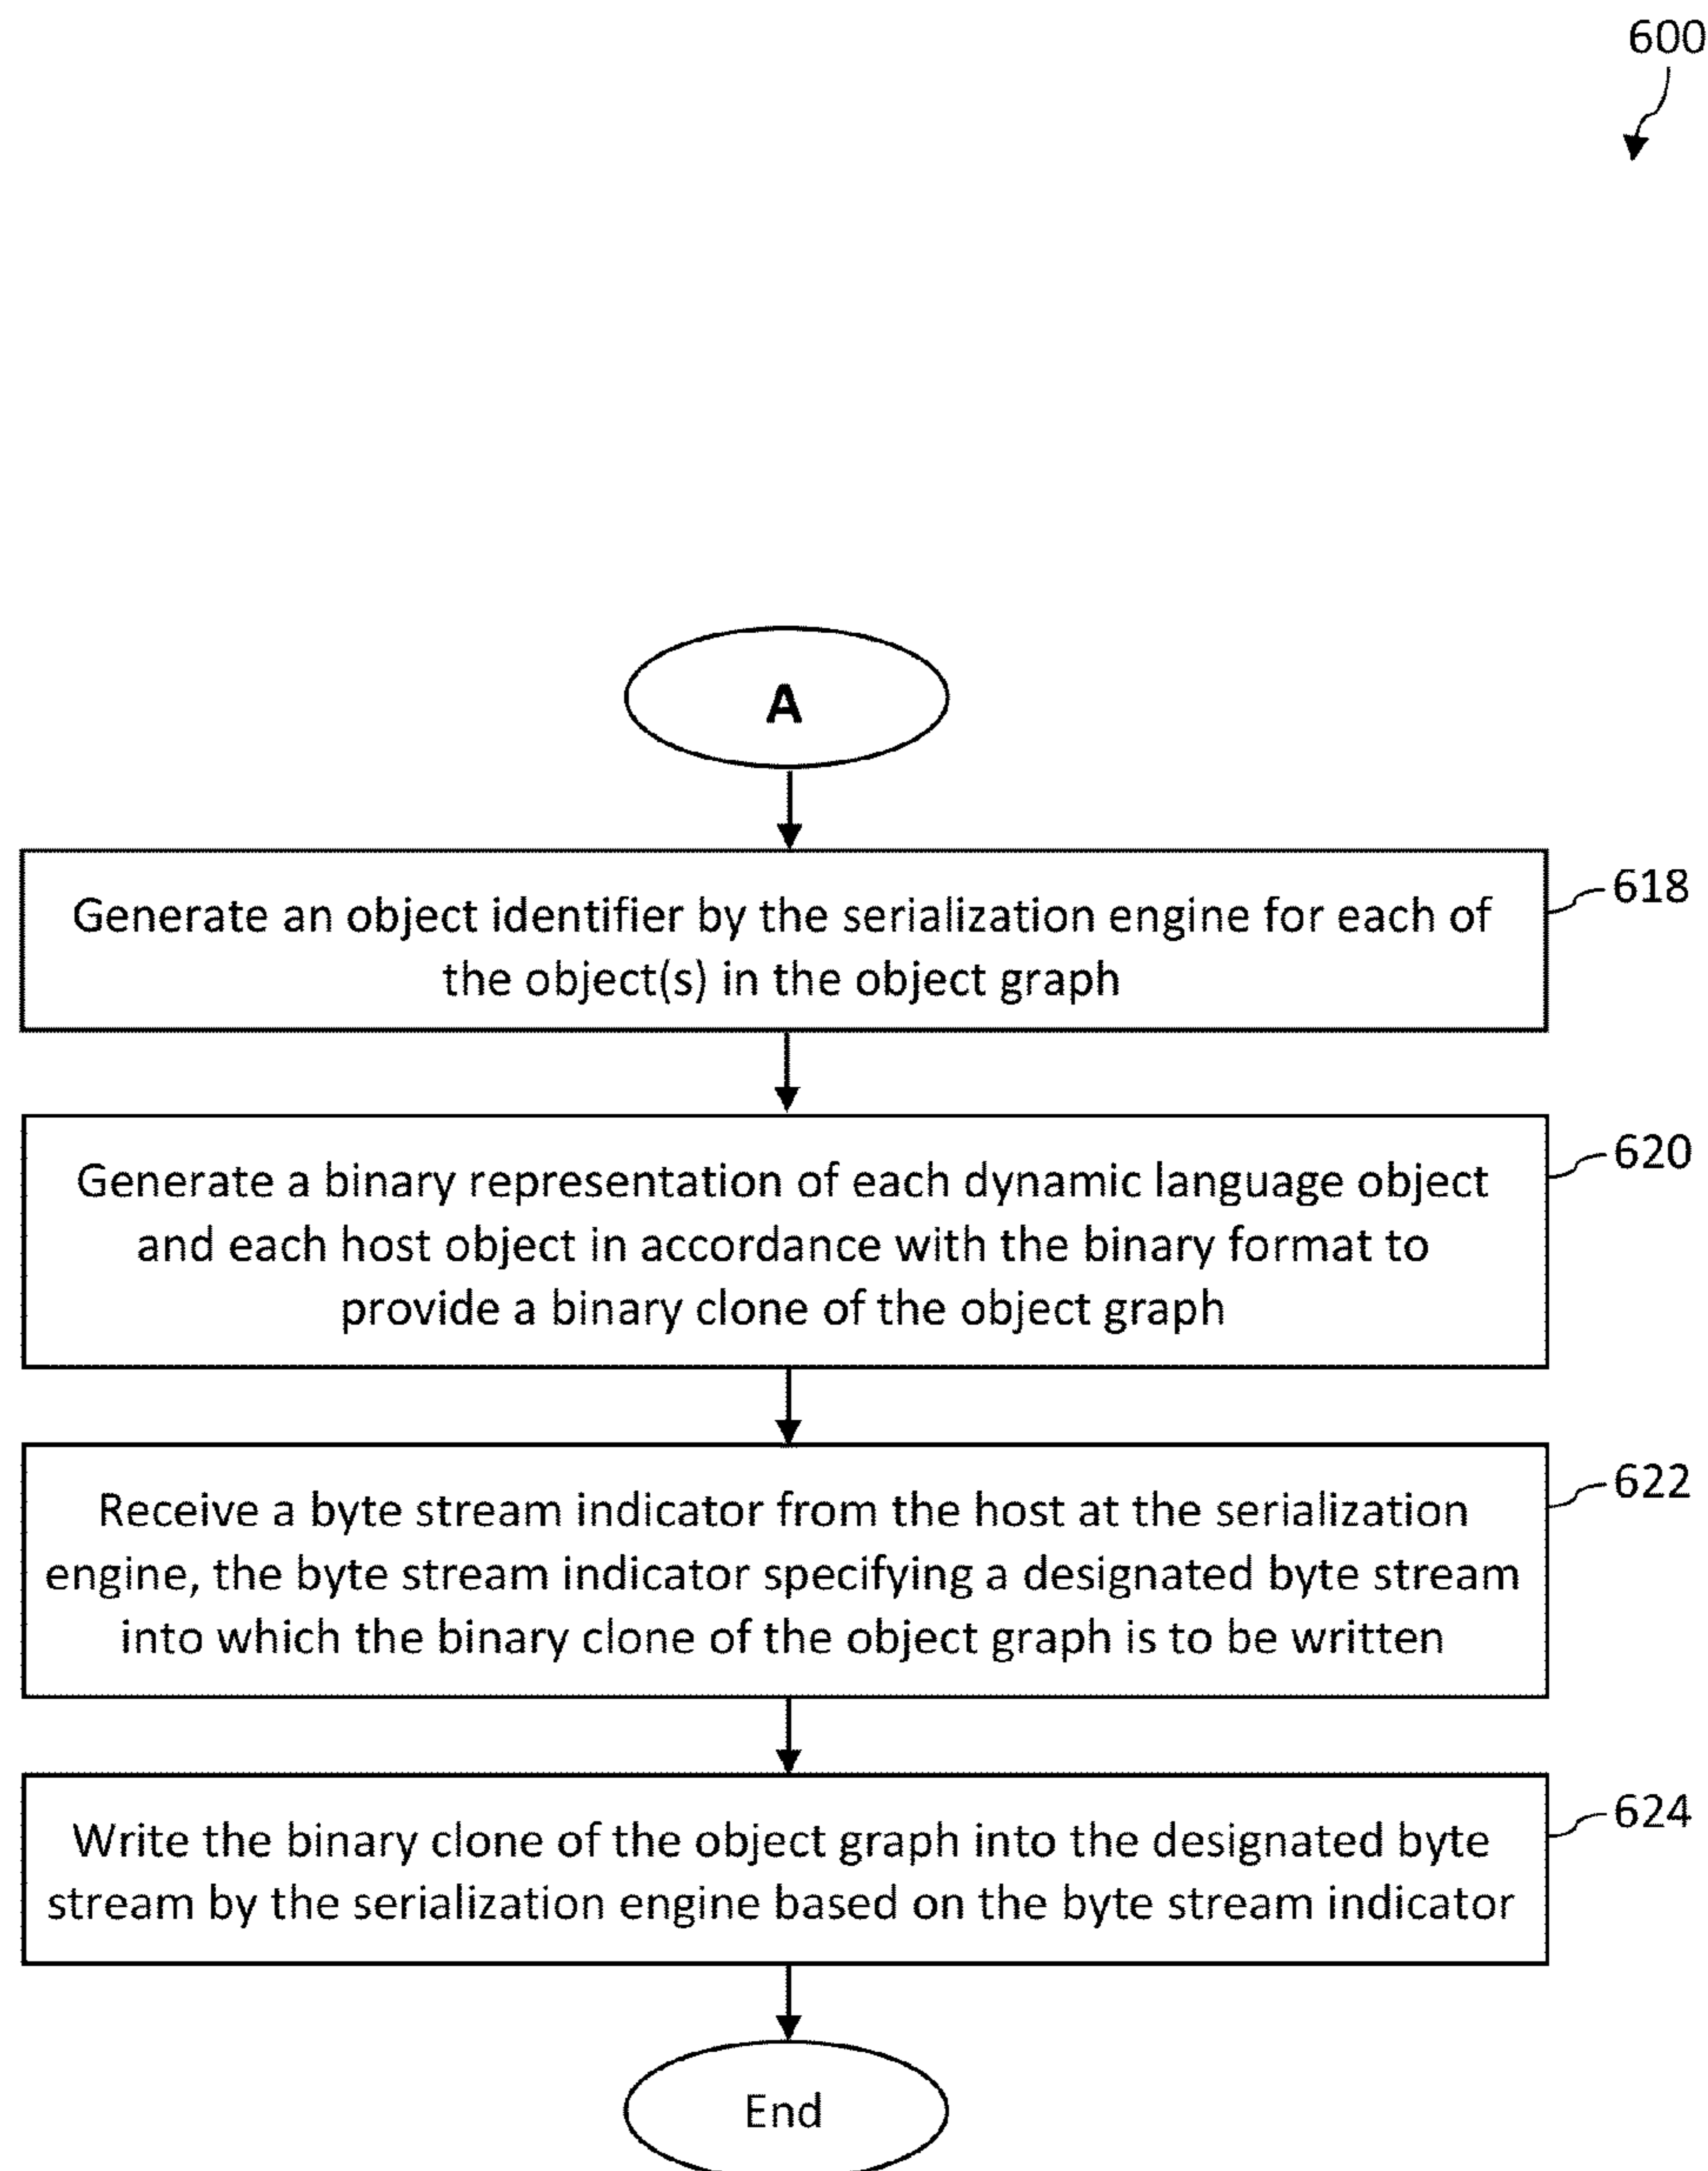 600
A
Generate an object identifier by the serialization engine for each of
the object(s) in the object graph
618
Generate a binary representation of each dynamic language object
and each host object in accordance with the binary format to
provide a binary clone of the object graph
620
Receive a byte stream indicator from the host at the serialization
engine, the byte stream indicator specifying a designated byte stream
into which the binary clone of the object graph is to be written
622
Write the binary clone of the object graph into the designated byte
stream by the serialization engine based on the byte stream indicator
624
End